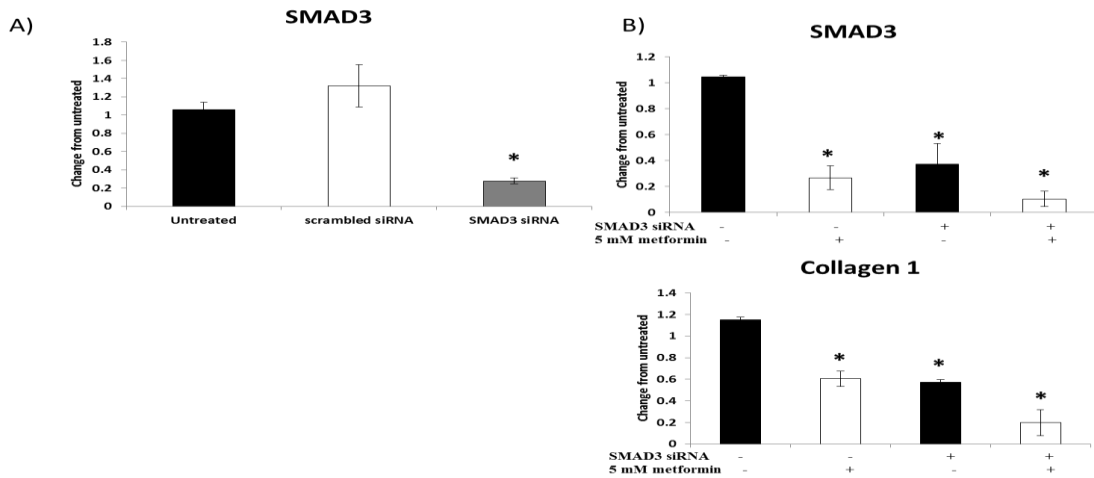 A)
SMAD3
Change from untreated
1.8
1.6
1.4
1.2
1
0.8
0.6
0.4
0.2
0
*
Untreated scrambled siRNA SMAD3 siRNA
B)
SMAD3
Change from untreated
1.2
1
0.8
0.6
0.4
0.2
0
* * *
SMAD3 siRNA - - + +
5 mM metformin - + - +
Collagen 1
Change from untreated
1.4
1.2
1
0.8
0.6
0.4
0.2
0
* * *
SMAD3 siRNA - - + +
5 mM metformin - + - +